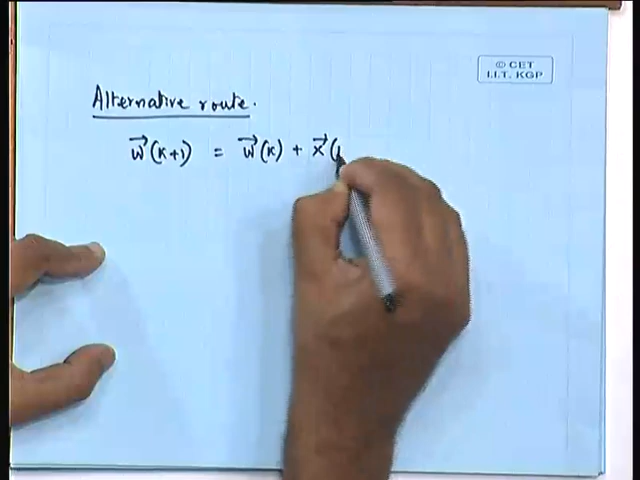 © CET
I.I.T. KGP
Alternative route.
w⃗(k+1) = w⃗(k) + x⃗(